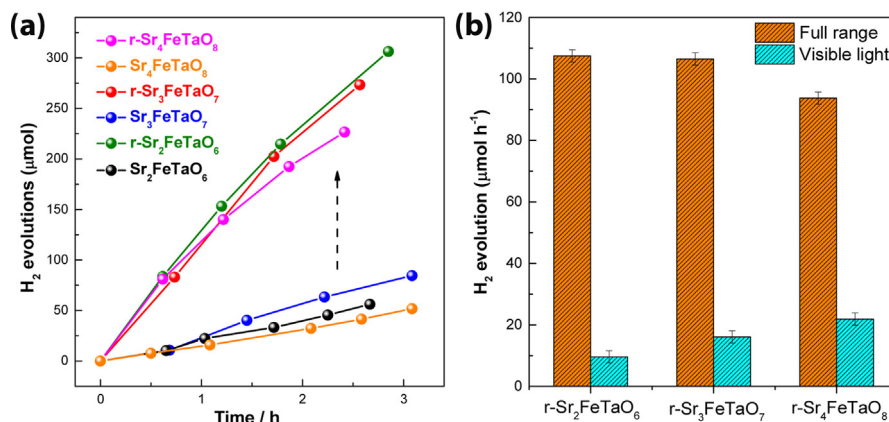 (a)
r-Sr₄FeTaO₈
Sr₄FeTaO₈
r-Sr₃FeTaO₇
Sr₃FeTaO₇
r-Sr₂FeTaO₆
Sr₂FeTaO₆
H₂ evolutions (μmol)
300
250
200
150
100
50
0
0 1 2 3
Time / h
(b)
Full range
Visible light
H₂ evolution (μmol h⁻¹)
120
100
80
60
40
20
0
r-Sr₂FeTaO₆ r-Sr₃FeTaO₇ r-Sr₄FeTaO₈